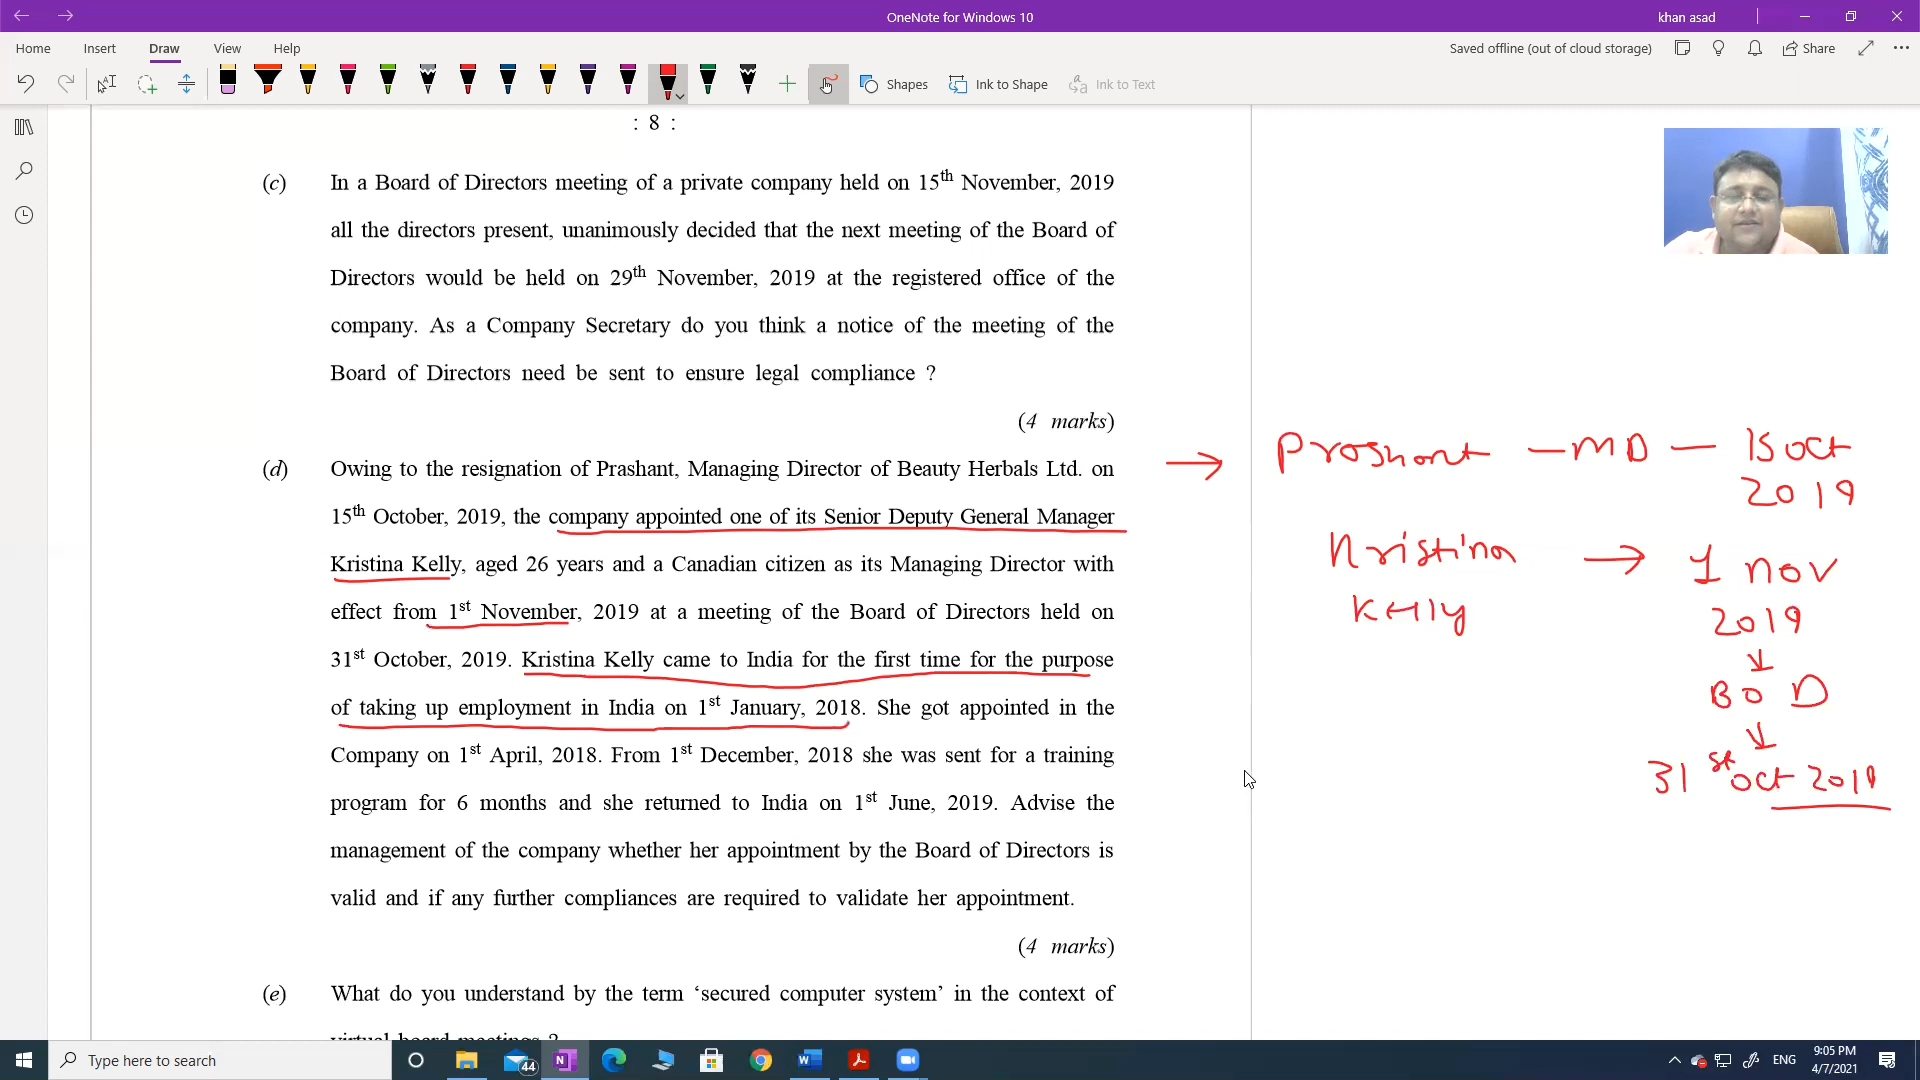 OneNote for Windows 10
khan asad
Home Insert Draw View Help
Saved offline (out of cloud storage) Share
Shapes Ink to Shape Ink to Text
: 8 :
(c) In a Board of Directors meeting of a private company held on 15th November, 2019
all the directors present, unanimously decided that the next meeting of the Board of
Directors would be held on 29th November, 2019 at the registered office of the
company. As a Company Secretary do you think a notice of the meeting of the
Board of Directors need be sent to ensure legal compliance ?
(4 marks)
(d) Owing to the resignation of Prashant, Managing Director of Beauty Herbals Ltd. on
15th October, 2019, the company appointed one of its Senior Deputy General Manager
Kristina Kelly, aged 26 years and a Canadian citizen as its Managing Director with
effect from 1st November, 2019 at a meeting of the Board of Directors held on
31st October, 2019. Kristina Kelly came to India for the first time for the purpose
of taking up employment in India on 1st January, 2018. She got appointed in the
Company on 1st April, 2018. From 1st December, 2018 she was sent for a training
program for 6 months and she returned to India on 1st June, 2019. Advise the
management of the company whether her appointment by the Board of Directors is
valid and if any further compliances are required to validate her appointment.
(4 marks)
(e) What do you understand by the term ‘secured computer system’ in the context of
virtual board meetings ?
→ Prashant — MD — 15 Oct
2019
Kristina → 1 Nov
Kelly 2019
↓
BOD
↓
31st Oct 2019
Type here to search
44
ENG
9:05 PM
4/7/2021